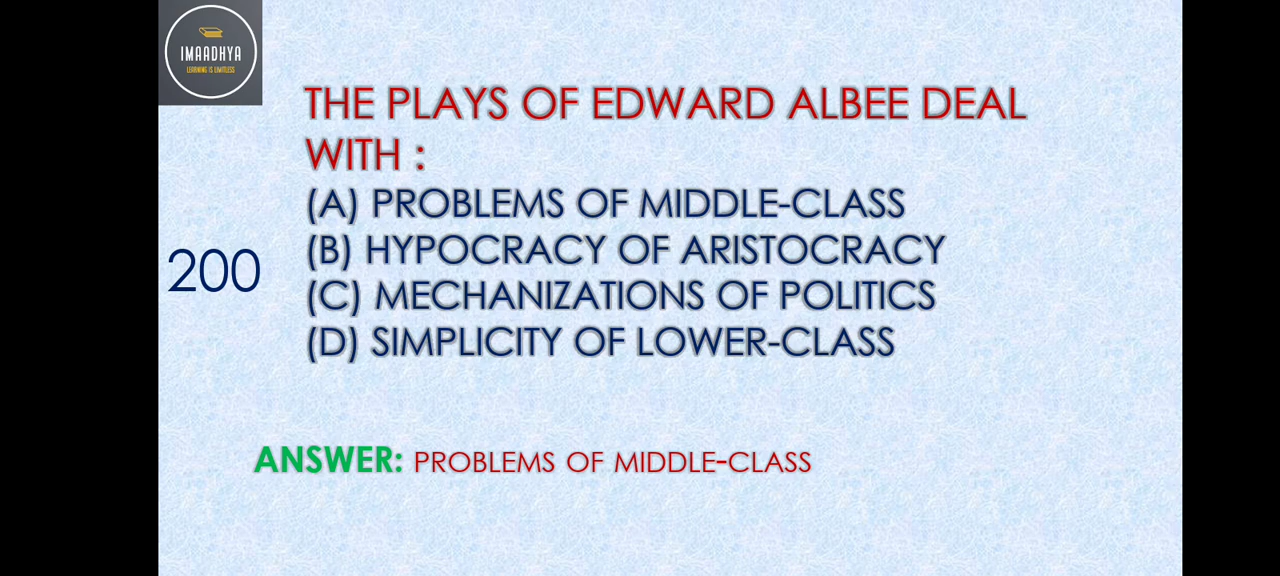 IMAADHYA
LEARNING IS LIMITLESS
THE PLAYS OF EDWARD ALBEE DEAL
WITH :
(A) PROBLEMS OF MIDDLE-CLASS
(B) HYPOCRACY OF ARISTOCRACY
(C) MECHANIZATIONS OF POLITICS
(D) SIMPLICITY OF LOWER-CLASS
200
ANSWER: PROBLEMS OF MIDDLE-CLASS